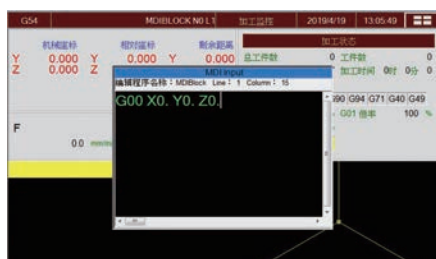 G54 MDIBLOCK N0 L1 加工监控 2019/4/19 13:05:49
机械座标 相对座标 剩余距离 加工状态
Y 0.000 Y 0.000 Y 0.000 总工件数 0 工件数 0
Z 0.000 Z 加工时间 0时 0分 0
MDI Input
编辑程序名称：MDIBlock Line： 1 Column： 15
G00 X0. Y0. Z0.
G90 G94 G71 G40 G49
G01 倍率 100 %
F
0.0